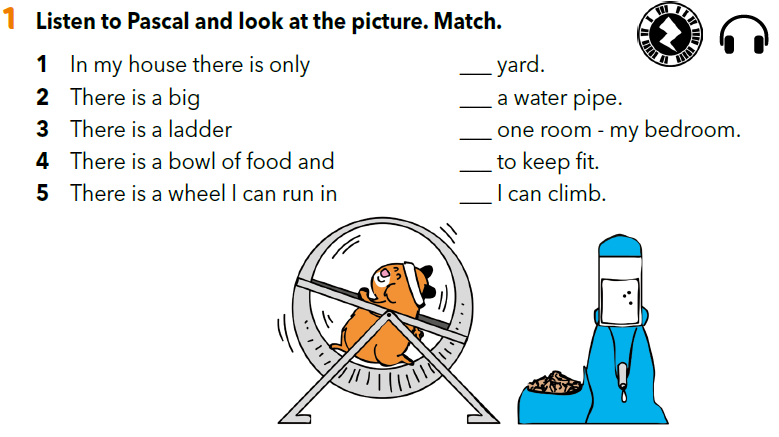 1 Listen to Pascal and look at the picture. Match.
1 In my house there is only ___ yard.
2 There is a big ___ a water pipe.
3 There is a ladder ___ one room - my bedroom.
4 There is a bowl of food and ___ to keep fit.
5 There is a wheel I can run in ___ I can climb.